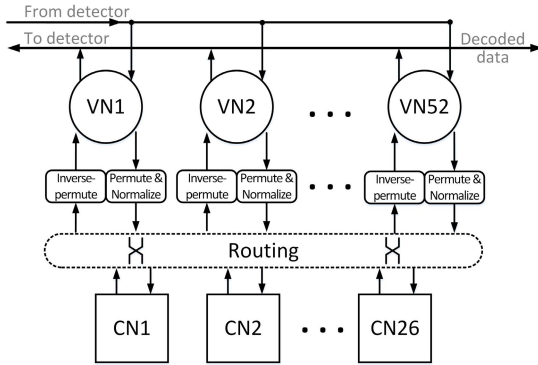 From detector
To detector
Decoded
data
VN1
VN2
. . .
VN52
Inverse-
permute
Permute &
Normalize
Inverse-
permute
Permute &
Normalize
. . .
Inverse-
permute
Permute &
Normalize
Routing
CN1
CN2
. . .
CN26